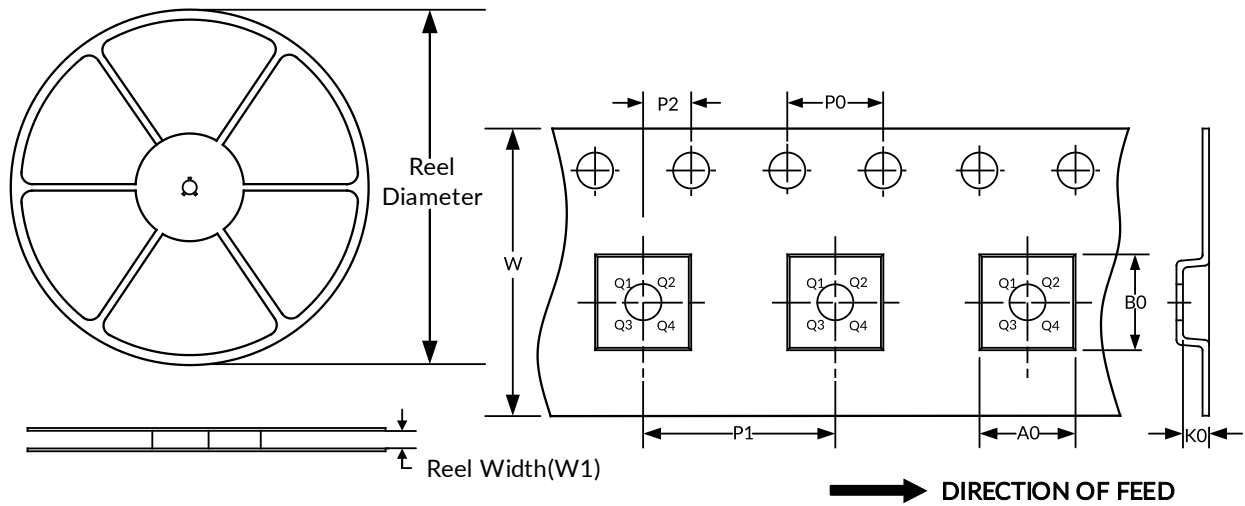 Reel
Diameter
P2
P0
W
Q1 Q2
Q3 Q4
Q1 Q2
Q3 Q4
Q1 Q2
Q3 Q4
B0
P1
A0
K0
Reel Width(W1)
DIRECTION OF FEED